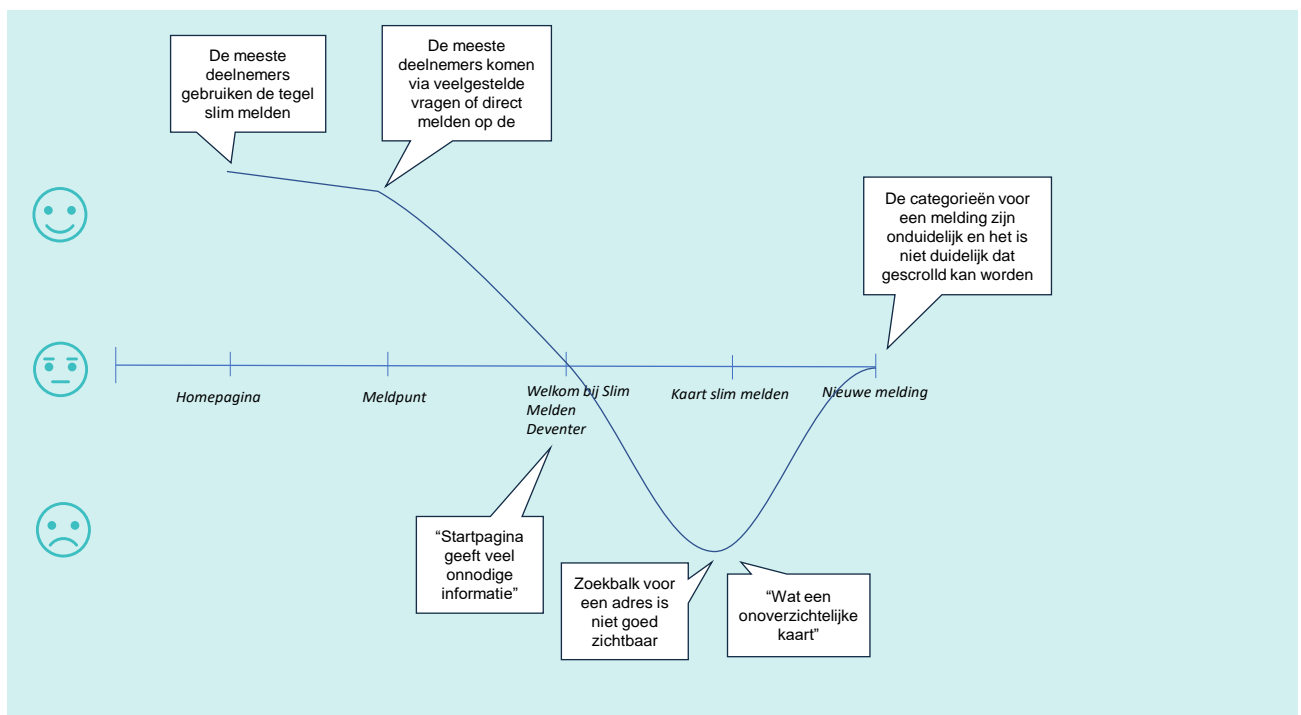 De meeste
deelnemers
gebruiken de tegel
slim melden
De meeste
deelnemers komen
via veelgestelde
vragen of direct
melden op de
De categorieën voor
een melding zijn
onduidelijk en het is
niet duidelijk dat
gescrolld kan worden
Homepagina
Meldpunt
Welkom bij Slim
Melden
Deventer
Kaart slim melden
Nieuwe melding
“Startpagina
geeft veel
onnodige
informatie”
Zoekbalk voor
een adres is
niet goed
zichtbaar
“Wat een
onoverzichtelijke
kaart”